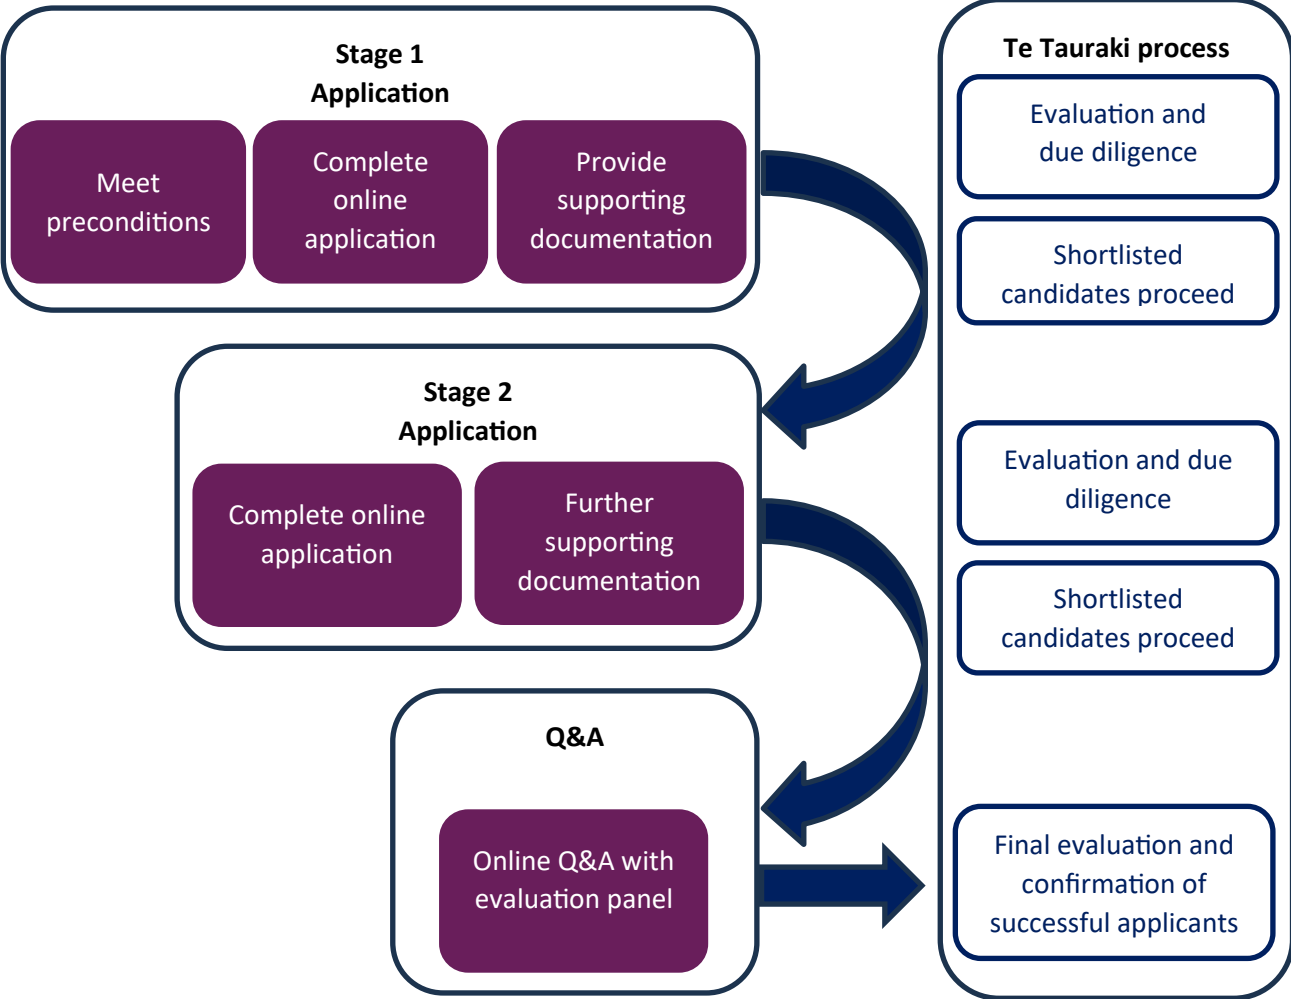 Stage 1
Application
Meet
preconditions
Complete
online
application
Provide
supporting
documentation
Stage 2
Application
Complete online
application
Further
supporting
documentation
Q&A
Online Q&A with
evaluation panel
Te Tauraki process
Evaluation and
due diligence
Shortlisted
candidates proceed
Evaluation and due
diligence
Shortlisted
candidates proceed
Final evaluation and
confirmation of
successful applicants